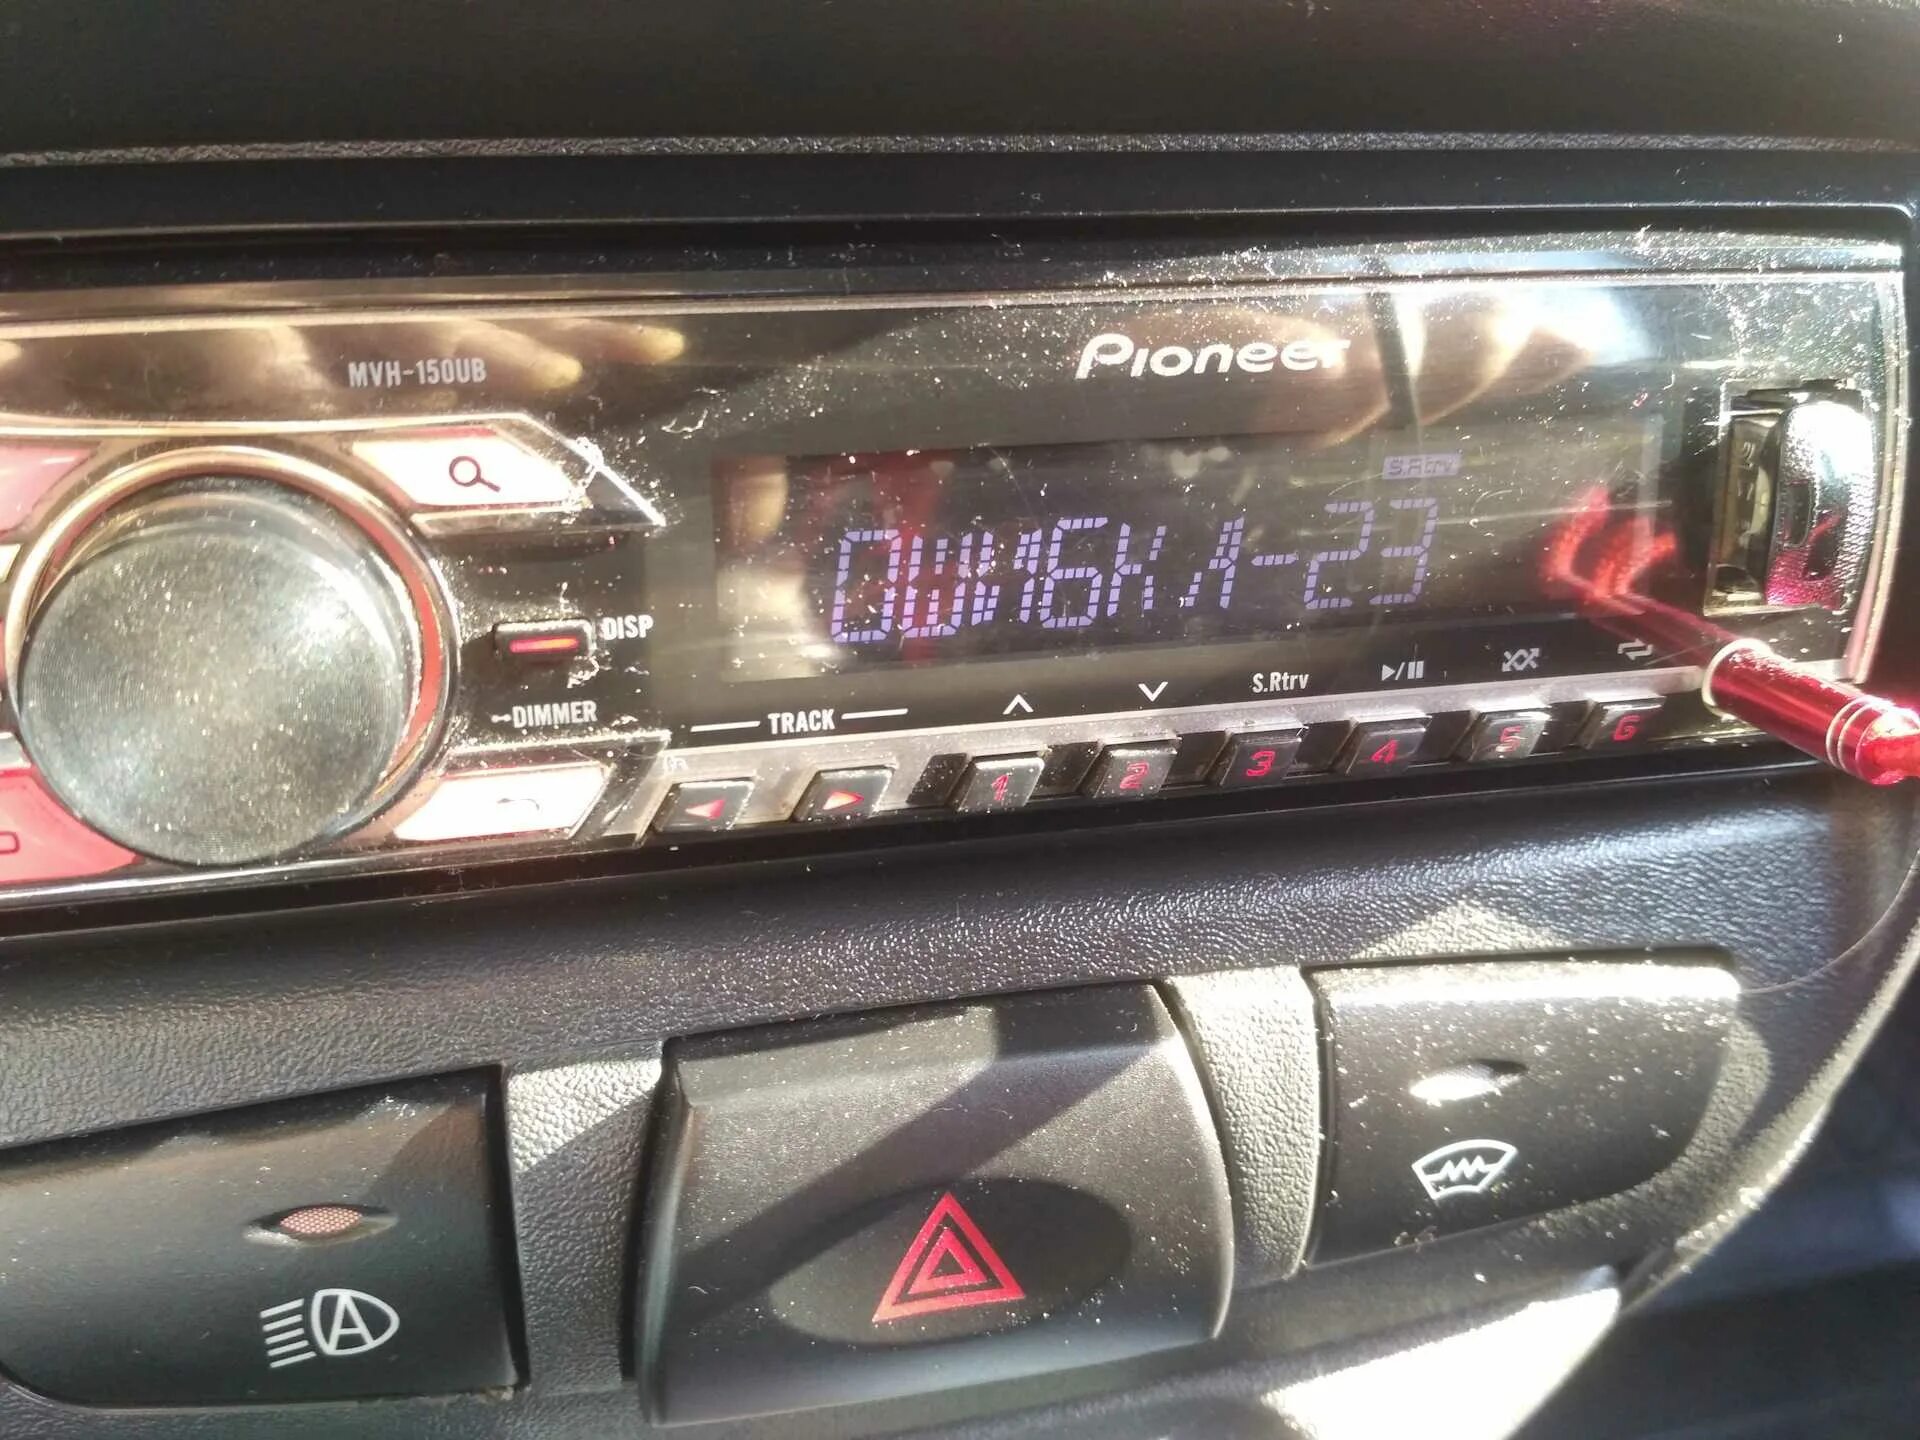 Pioneer
MVH-150UB
S.Rtrv
ОШИБКА-23
DISP
DIMMER
TRACK
S.Rtrv
1 2 3 4 5 6
A